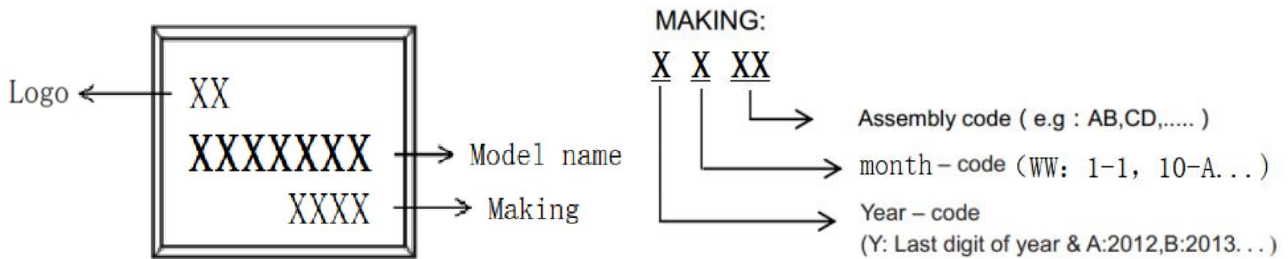 Logo
XX
XXXXXXX
Model name
XXXX
Making
MAKING:
X X XX
Assembly code ( e.g : AB,CD,..... )
month – code (WW: 1-1, 10-A...)
Year – code
(Y: Last digit of year & A:2012,B:2013...)